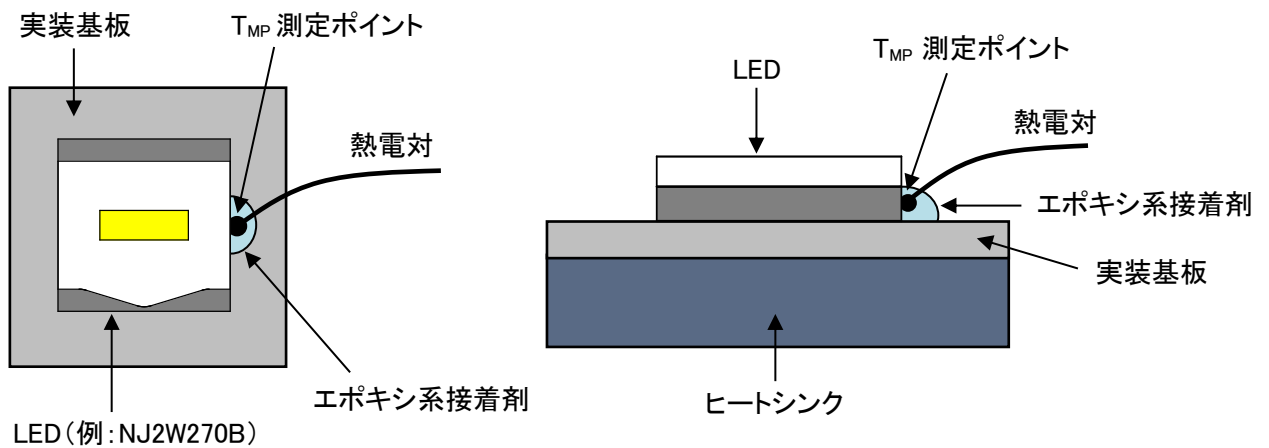 実装基板
TMP 測定ポイント
熱電対
エポキシ系接着剤
LED(例:NJ2W270B)
LED
TMP 測定ポイント
熱電対
エポキシ系接着剤
実装基板
ヒートシンク